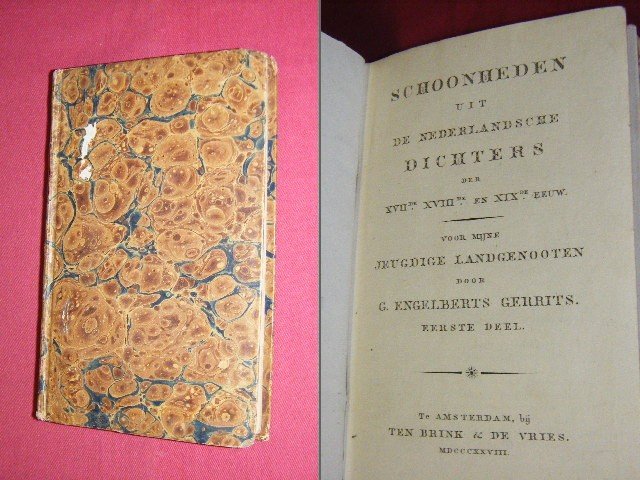 SCHOONHEDEN
UIT
DE NEDERLANDSCHE
DICHTERS
DER
XVIIDE. XVIIIDE EN XIXDE. EEUW.
VOOR MIJNE
JEUGDIGE LANDGENOOTEN
DOOR
G. ENGELBERTS GERRITS.
EERSTE DEEL.
Te AMSTERDAM, bij
TEN BRINK & DE VRIES.
MDCCCXXVIII.